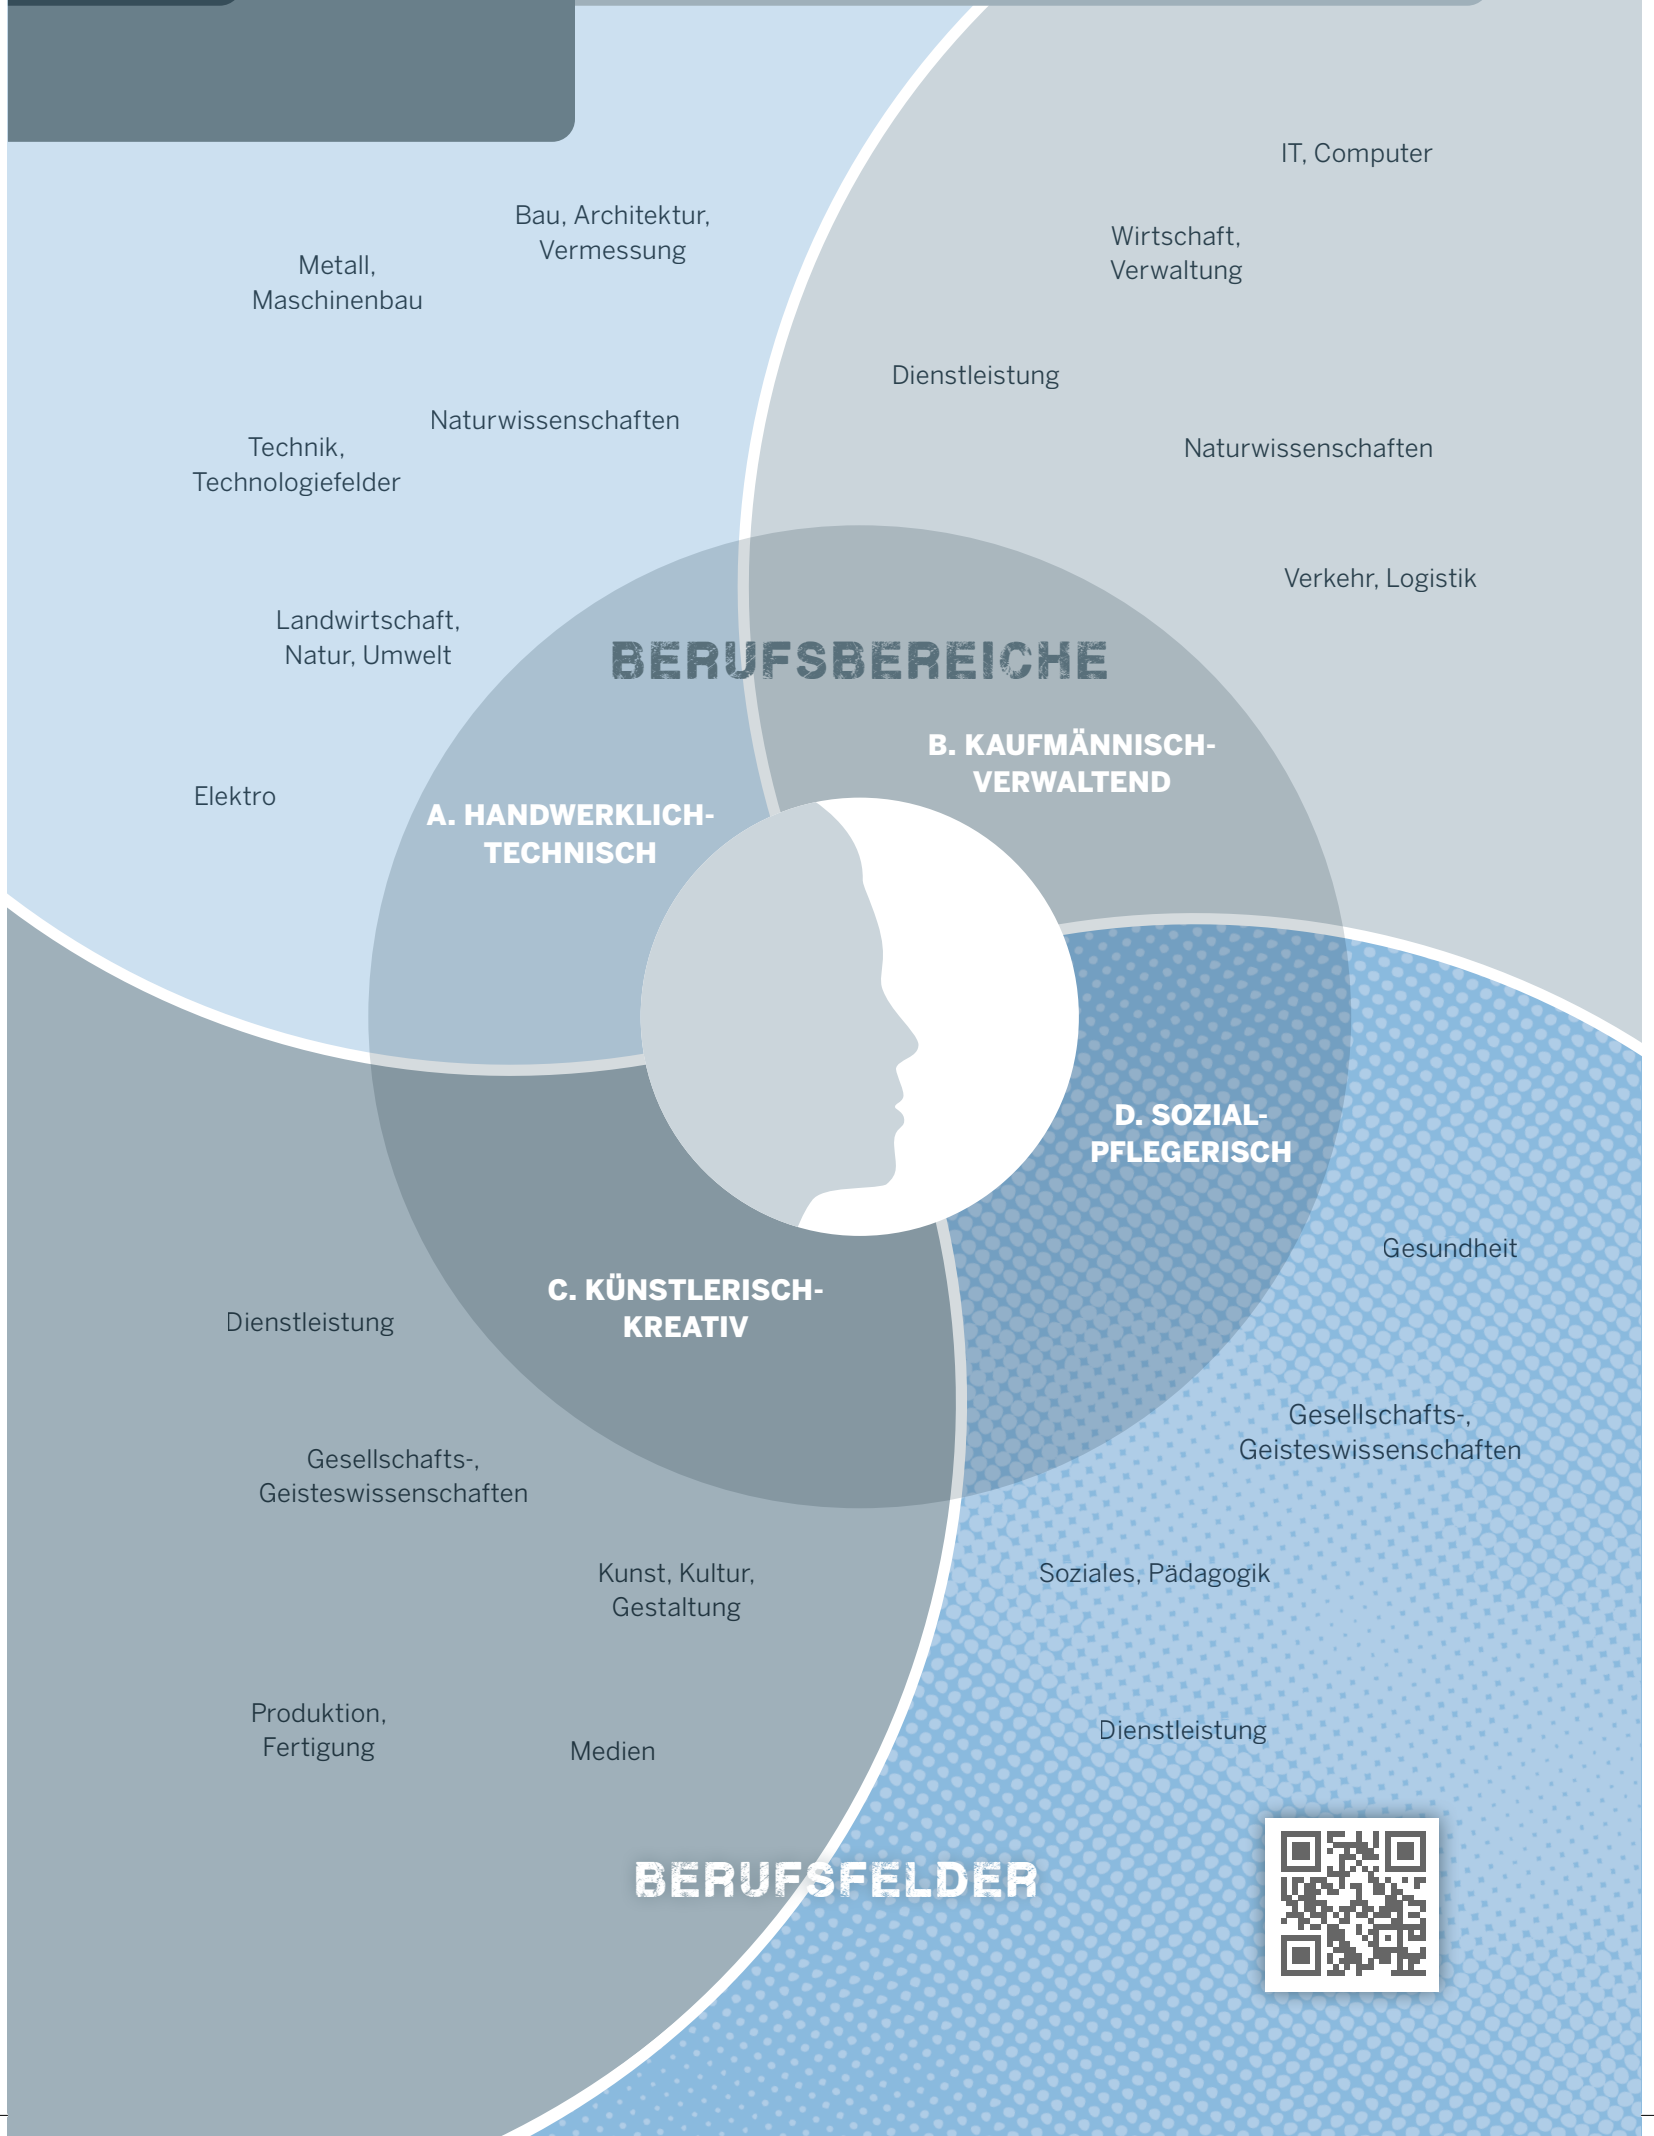 IT, Computer
Bau, Architektur,
Vermessung
Wirtschaft,
Verwaltung
Metall,
Maschinenbau
Dienstleistung
Naturwissenschaften
Technik,
Technologiefelder
Naturwissenschaften
Verkehr, Logistik
Landwirtschaft,
Natur, Umwelt
BERUFSBEREICHE
B. KAUFMÄNNISCH-
VERWALTEND
Elektro
A. HANDWERKLICH-
TECHNISCH
D. SOZIAL-
PFLEGERISCH
Gesundheit
C. KÜNSTLERISCH-
KREATIV
Dienstleistung
Gesellschafts-,
Geisteswissenschaften
Gesellschafts-,
Geisteswissenschaften
Kunst, Kultur,
Gestaltung
Soziales, Pädagogik
Produktion,
Fertigung
Medien
Dienstleistung
BERUFSFELDER